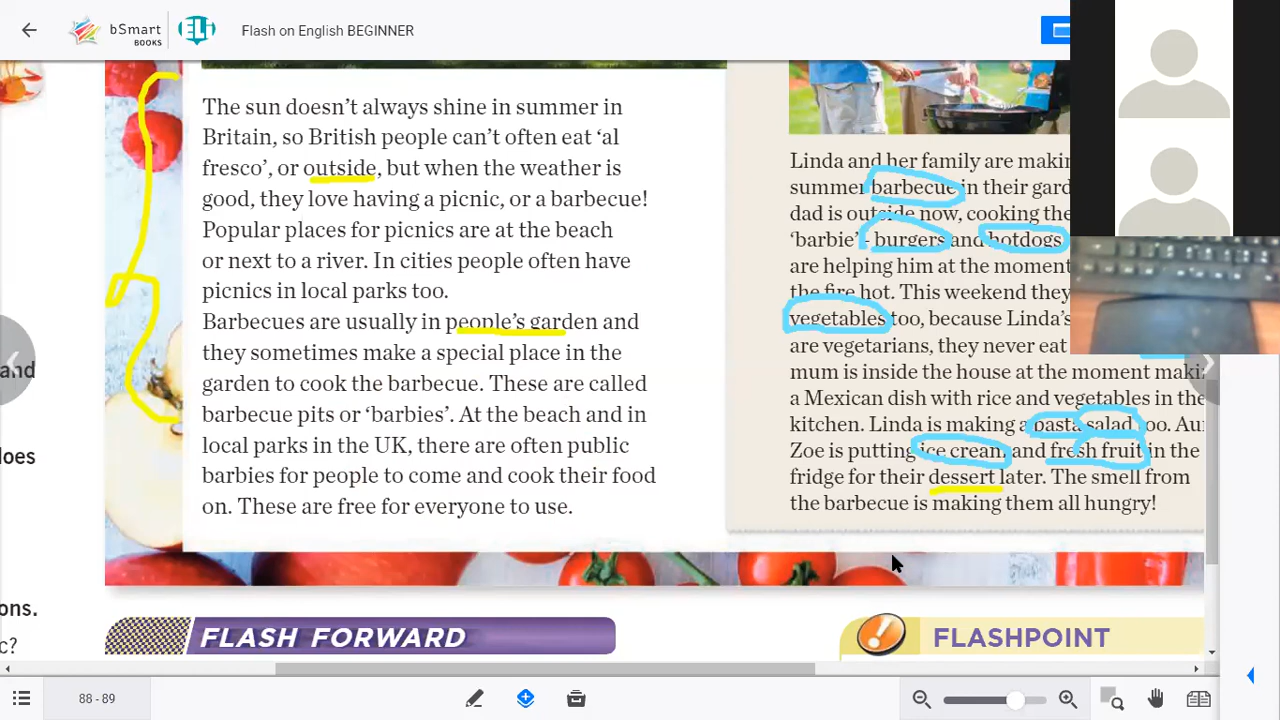 bSmart
BOOKS
ELI
Flash on English BEGINNER
The sun doesn't always shine in summer in
Britain, so British people can't often eat 'al
fresco', or outside, but when the weather is
good, they love having a picnic, or a barbecue!
Popular places for picnics are at the beach
or next to a river. In cities people often have
picnics in local parks too.
Barbecues are usually in people's garden and
they sometimes make a special place in the
garden to cook the barbecue. These are called
barbecue pits or 'barbies'. At the beach and in
local parks in the UK, there are often public
barbies for people to come and cook their food
on. These are free for everyone to use.
Linda and her family are makin
summer barbecue in their gard
dad is outside now, cooking the
'barbie'- burgers and hotdogs
are helping him at the moment
the fire hot. This weekend they
vegetables too, because Linda's
are vegetarians, they never eat
mum is inside the house at the moment maki
a Mexican dish with rice and vegetables in the
kitchen. Linda is making a pasta salad too. Au
Zoe is putting ice cream and fresh fruit in the
fridge for their dessert later. The smell from
the barbecue is making them all hungry!
and
loes
ons.
c?
FLASH FORWARD
FLASHPOINT
88 - 89